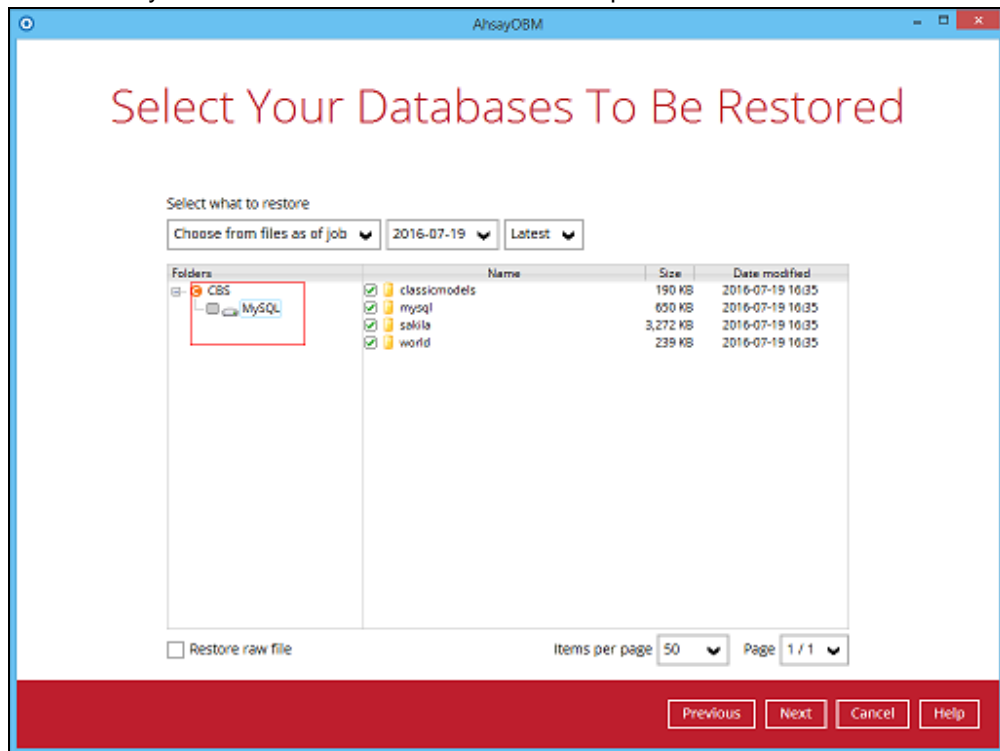 AhsayOBM
Select Your Databases To Be Restored
Select what to restore
Choose from files as of job 2016-07-19 Latest
Folders Name Size Date modified
CBS classicmodels 190 KB 2016-07-19 16:35
MySQL mysql 650 KB 2016-07-19 16:35
sakila 3,272 KB 2016-07-19 16:35
world 239 KB 2016-07-19 16:35
Restore raw file Items per page 50 Page 1 / 1
Previous Next Cancel Help